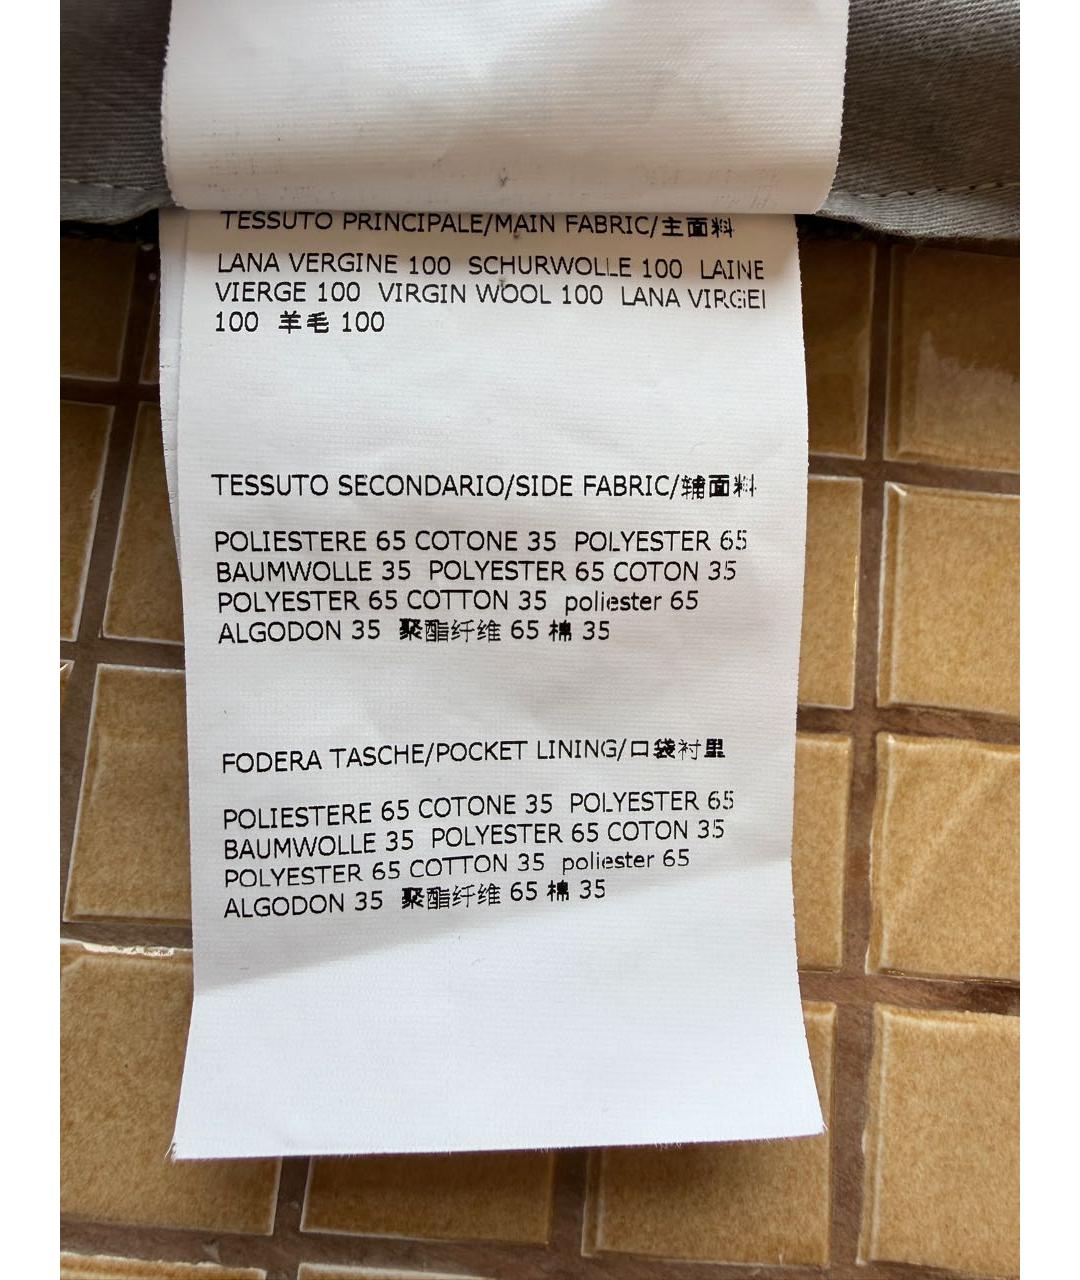 TESSUTO PRINCIPALE/MAIN FABRIC/主面料
LANA VERGINE 100 SCHURWOLLE 100 LAINE
VIERGE 100 VIRGIN WOOL 100 LANA VIRGEI
100 羊毛 100
TESSUTO SECONDARIO/SIDE FABRIC/辅面料
POLIESTERE 65 COTONE 35 POLYESTER 65
BAUMWOLLE 35 POLYESTER 65 COTON 35
POLYESTER 65 COTTON 35 poliester 65
ALGODON 35 聚酯纤维 65 棉 35
FODERA TASCHE/POCKET LINING/口袋衬里
POLIESTERE 65 COTONE 35 POLYESTER 65
BAUMWOLLE 35 POLYESTER 65 COTON 35
POLYESTER 65 COTTON 35 poliester 65
ALGODON 35 聚酯纤维 65 棉 35